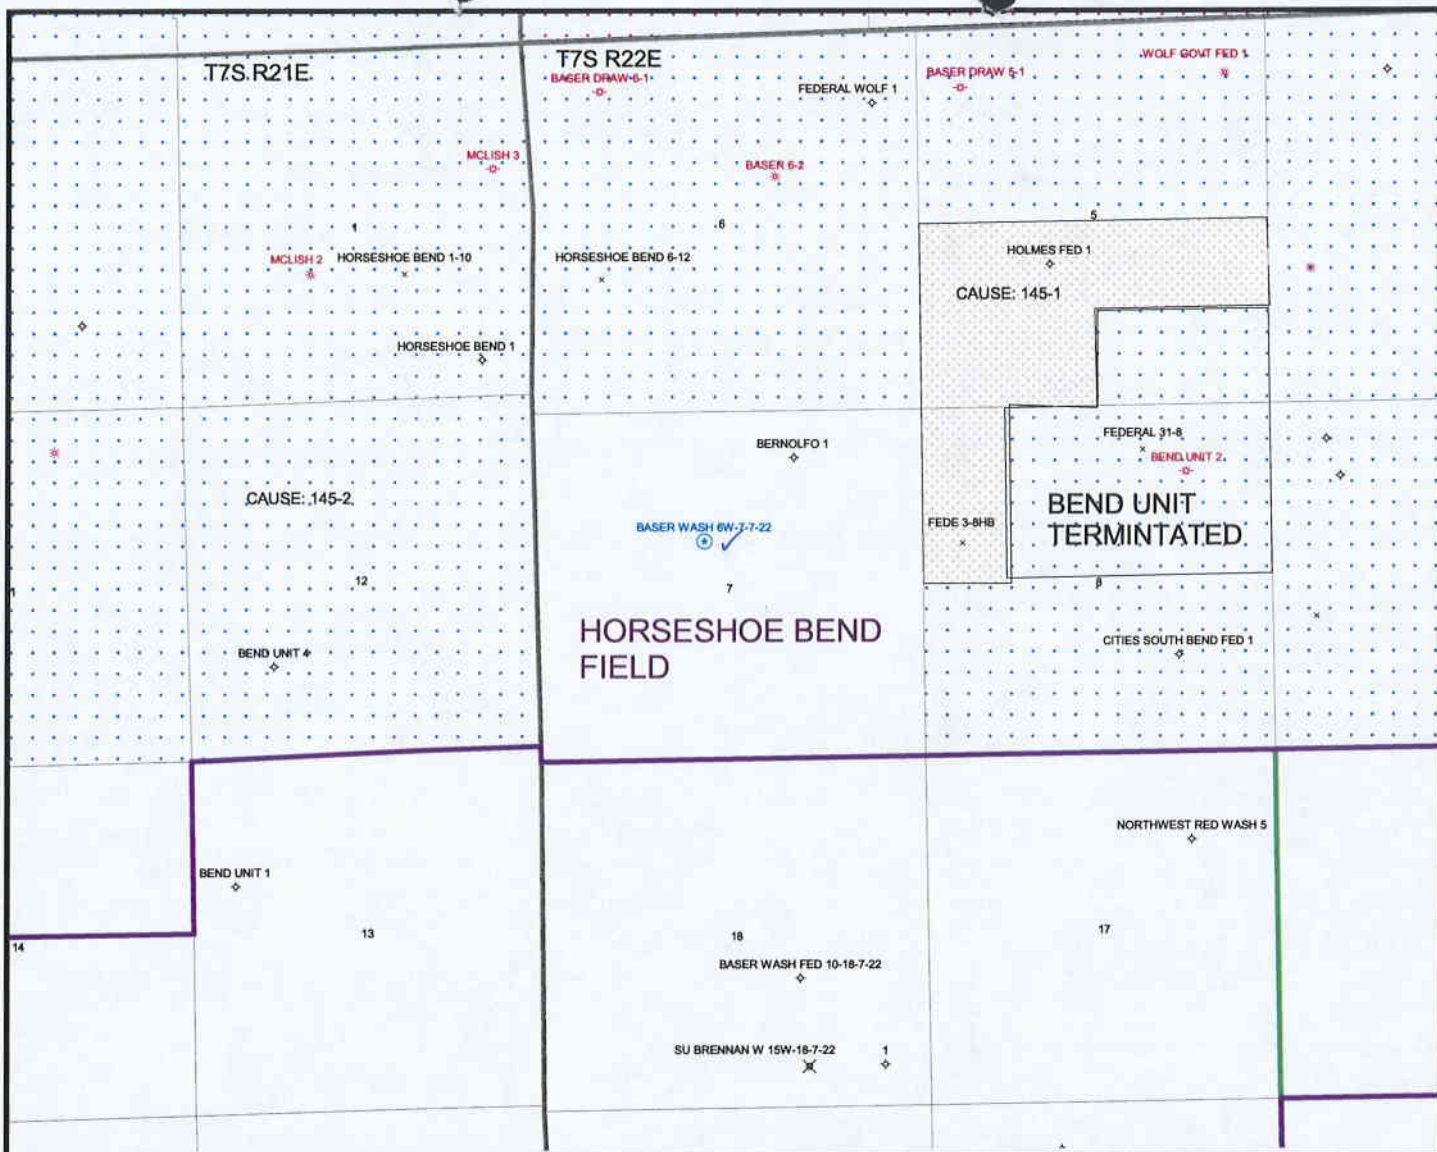 T7S R21E
T7S R22E
BASER DRAW 6-1
FEDERAL WOLF 1
BASER DRAW 5-1
WOLF GOVT FED 1
MCLISH 3
BASER 6-2
1
6
5
MCLISH 2
HORSESHOE BEND 1-10
HORSESHOE BEND 6-12
HOLMES FED 1
CAUSE: 145-1
HORSESHOE BEND 1
BERNOLFO 1
FEDERAL 31-8
BEND UNIT 2
CAUSE: 145-2
BEND UNIT
TERMINTATED
BASER WASH 6W-7-7-22
FEDE 3-8HB
12
7
8
1
HORSESHOE BEND
FIELD
BEND UNIT 4
CITIES SOUTH BEND FED 1
NORTHWEST RED WASH 5
BEND UNIT 1
14
13
18
17
BASER WASH FED 10-18-7-22
SU BRENNAN W 15W-18-7-22
1